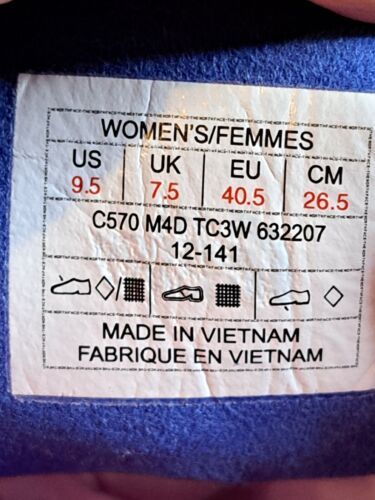 WOMEN'S/FEMMES
US UK EU CM
9.5 7.5 40.5 26.5
C570 M4D TC3W 632207
12-141
MADE IN VIETNAM
FABRIQUE EN VIETNAM